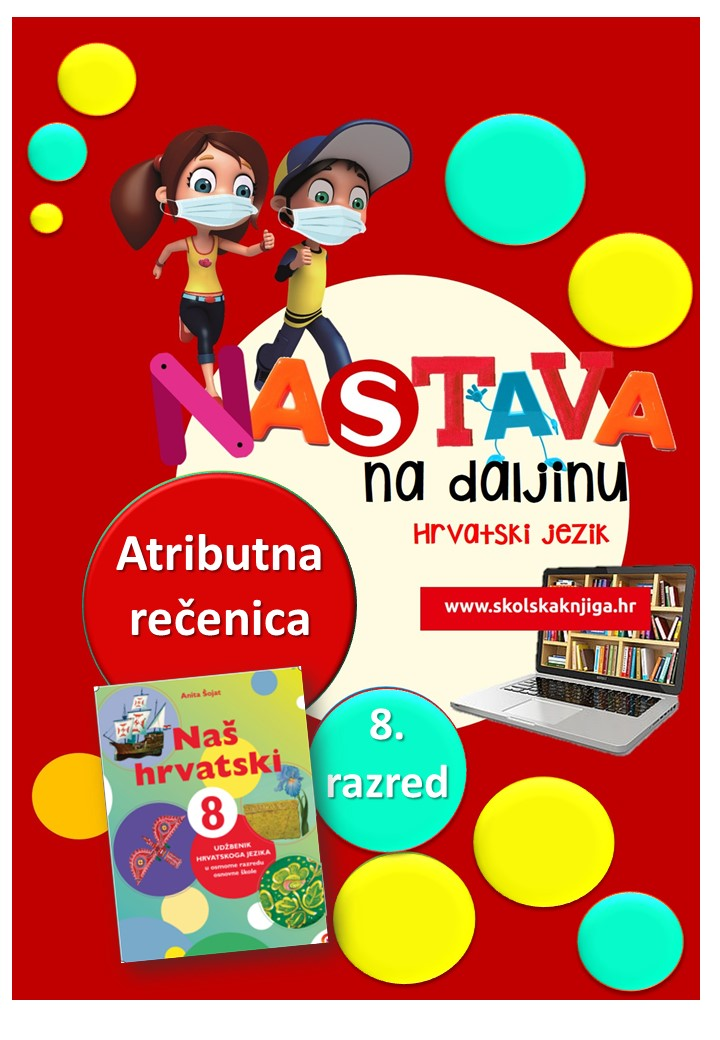 NASTAVA
na daljinu
Hrvatski jezik
Atributna
rečenica
www.skolskaknjiga.hr
Anita Šojat
Naš
hrvatski
8
UDŽBENIK
HRVATSKOGA JEZIKA
u osmome razredu
osnovne škole
8.
razred